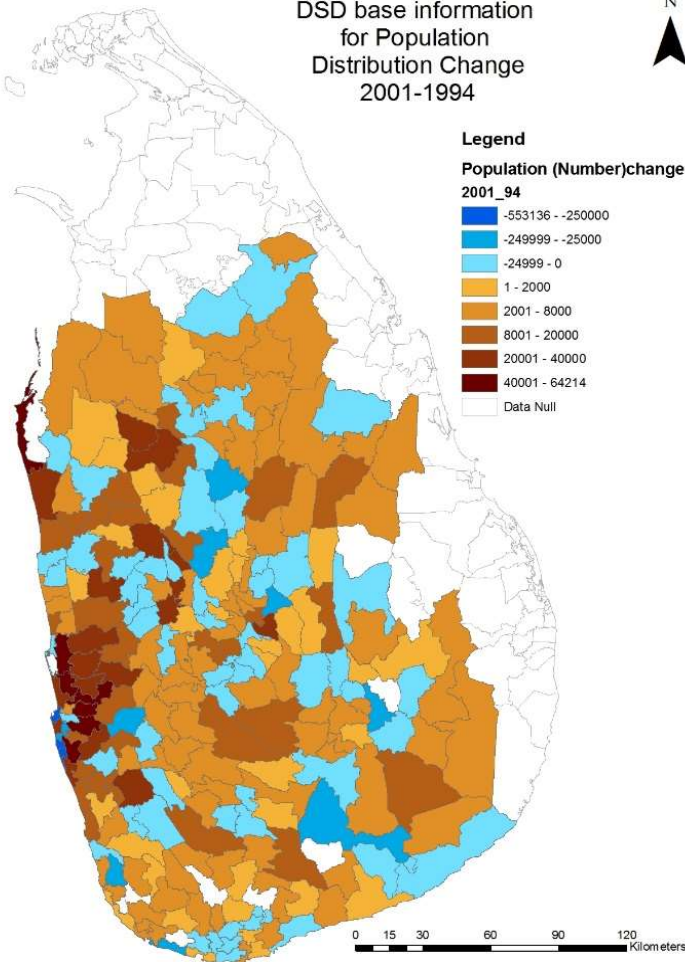 DSD base information
for Population
Distribution Change
2001-1994
N
Legend
Population (Number)change
2001_94
-553136 - -250000
-249999 - -25000
-24999 - 0
1 - 2000
2001 - 8000
8001 - 20000
20001 - 40000
40001 - 64214
Data Null
0 15 30 60 90 120
Kilometers